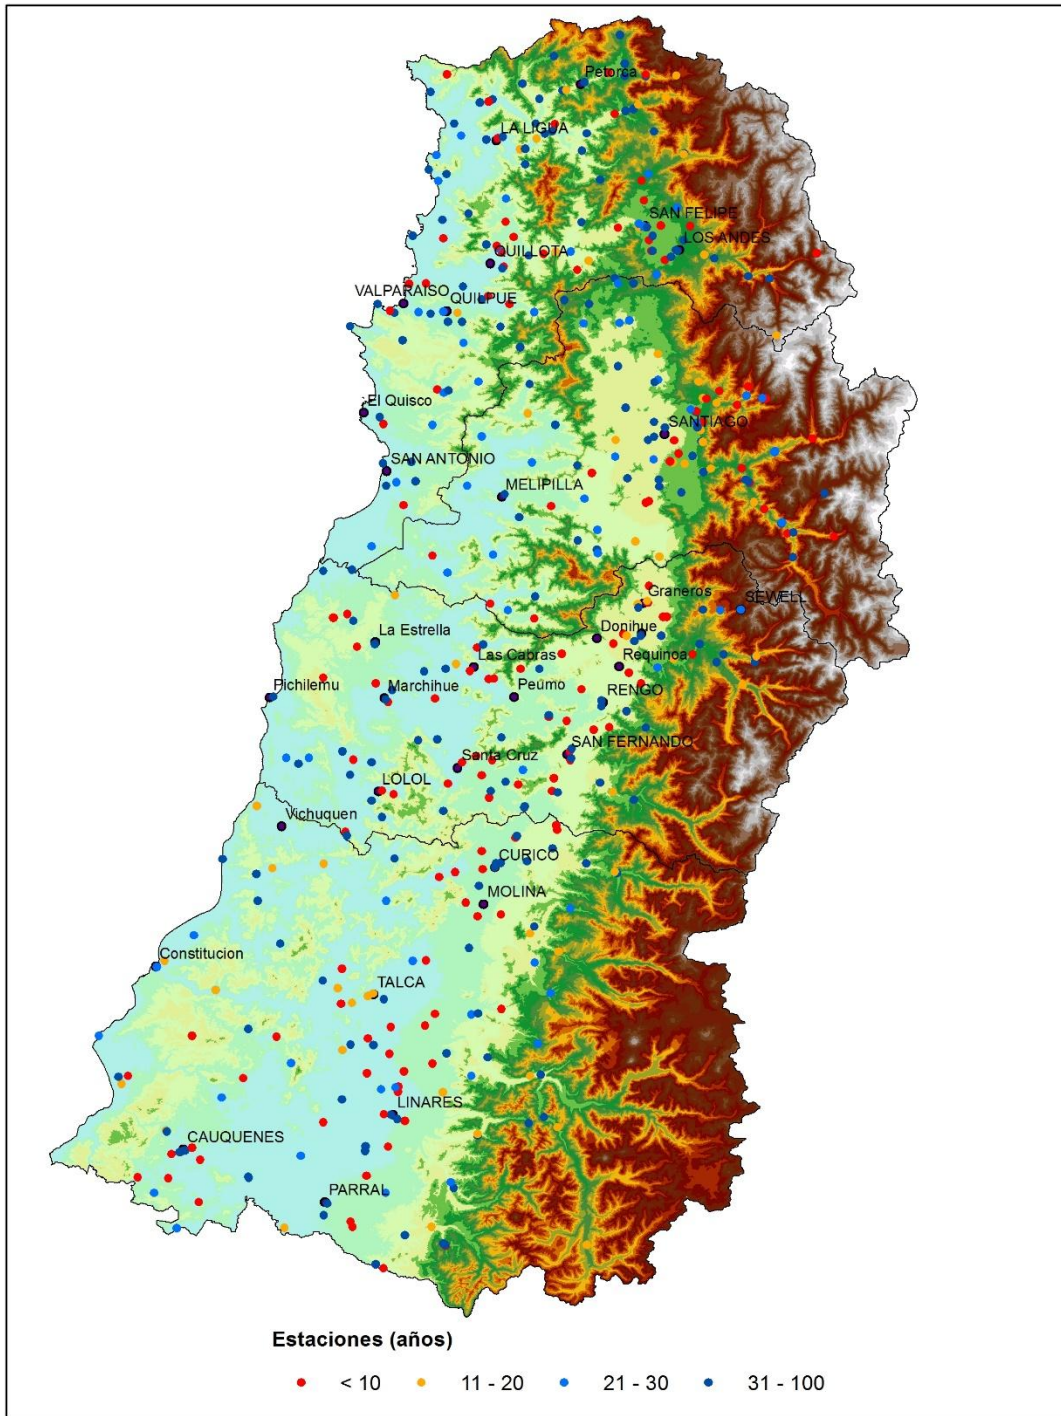 Petorca
LA LIGUA
SAN FELIPE
LOS ANDES
QUILLOTA
VALPARAISO
QUILPUE
El Quisco
SANTIAGO
SAN ANTONIO
MELIPILLA
Graneros
SEWELL
La Estrella
Donihue
Las Cabras
Requinoa
Pichilemu
Marchihue
Peumo
RENGO
SAN FERNANDO
Santa Cruz
LOLOL
Vichuquen
CURICO
MOLINA
Constitucion
TALCA
LINARES
CAUQUENES
PARRAL
Estaciones (años)
< 10 11 - 20 21 - 30 31 - 100